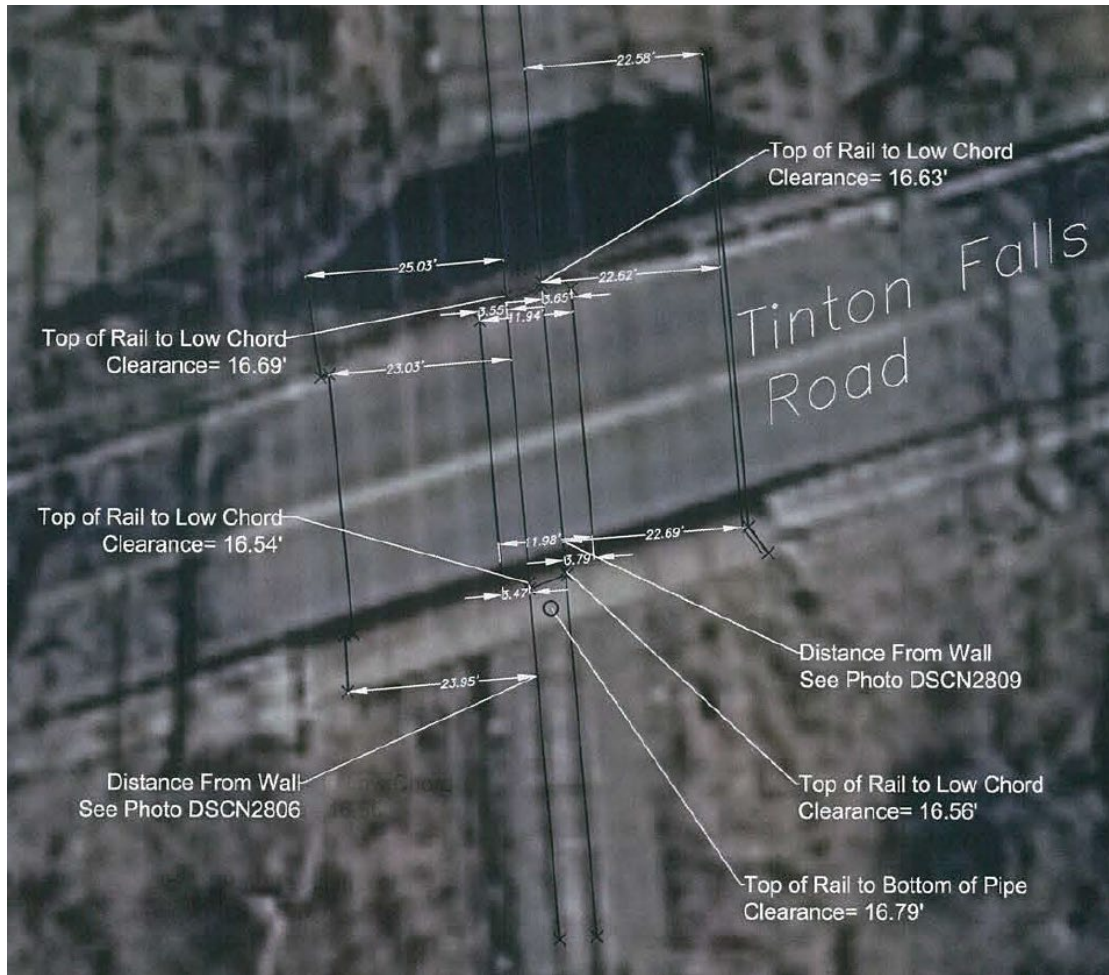 22.58'
Top of Rail to Low Chord
Clearance= 16.63'
25.03'
22.62'
3.65'
3.55'
11.94'
Tinton Falls
Road
Top of Rail to Low Chord
Clearance= 16.69'
23.03'
Top of Rail to Low Chord
Clearance= 16.54'
11.98'
22.69'
3.79'
3.47'
Distance From Wall
See Photo DSCN2809
23.95'
Distance From Wall
See Photo DSCN2806
Top of Rail to Low Chord
Clearance= 16.56'
Top of Rail to Bottom of Pipe
Clearance= 16.79'